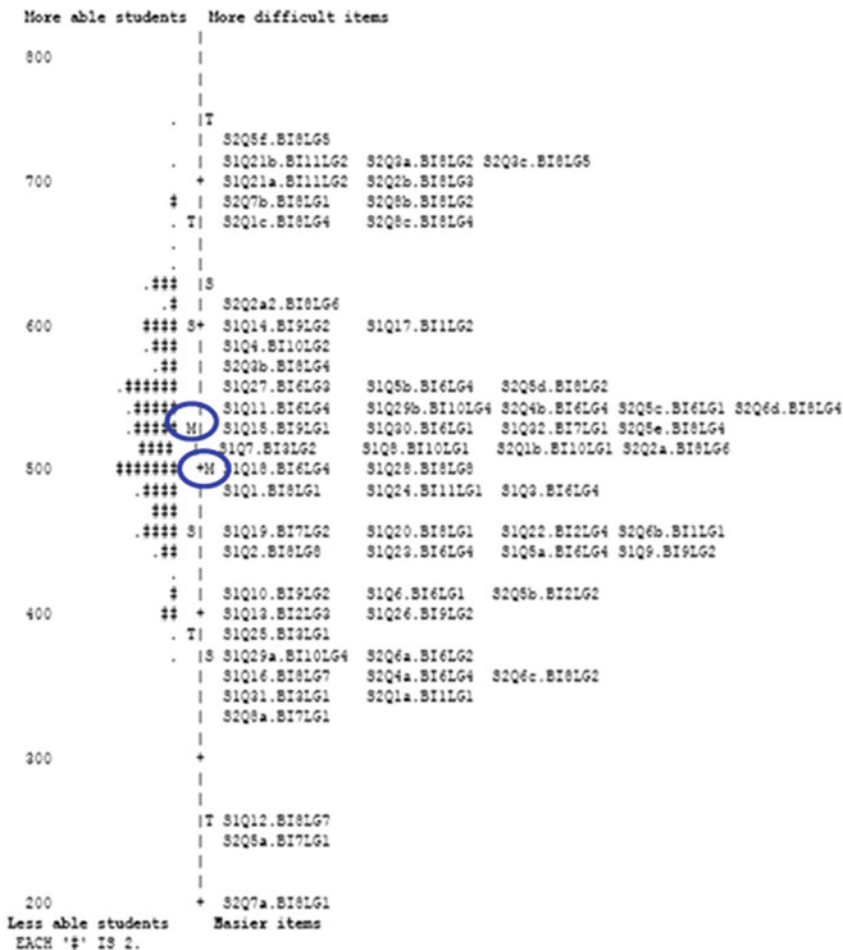 More able students | More difficult items
|
800 |
|
|
. |T
| S2Q5f.BI8LG5
. | S1Q21b.BI11LG2 S2Q3a.BI8LG2 S2Q3c.BI8LG5
700 + S1Q21a.BI11LG2 S2Q2b.BI8LG3
# | S2Q7b.BI8LG1 S2Q8b.BI8LG2
. T| S2Q1c.BI8LG4 S2Q8c.BI8LG4
. |
. |
.### |S
.# | S2Q2a2.BI8LG6
600 #### S+ S1Q14.BI9LG2 S1Q17.BI1LG2
.### | S1Q4.BI10LG2
.## | S2Q3b.BI8LG4
.###### | S1Q27.BI6LG3 S1Q5b.BI6LG4 S2Q5d.BI8LG2
.##### | S1Q11.BI6LG4 S1Q29b.BI10LG4 S2Q4b.BI6LG4 S2Q5c.BI6LG1 S2Q6d.BI8LG4
.##### M| S1Q15.BI9LG1 S1Q30.BI6LG1 S1Q32.BI7LG1 S2Q5e.BI8LG4
#### | S1Q7.BI3LG2 S1Q8.BI10LG1 S2Q1b.BI10LG1 S2Q2a.BI8LG6
500 ####### +M S1Q18.BI6LG4 S1Q28.BI8LG8
.#### | S1Q1.BI8LG1 S1Q24.BI11LG1 S1Q3.BI6LG4
### |
.#### S| S1Q19.BI7LG2 S1Q20.BI8LG1 S1Q22.BI2LG4 S2Q6b.BI1LG1
.## | S1Q2.BI8LG8 S1Q23.BI6LG4 S1Q5a.BI6LG4 S1Q9.BI9LG2
. |
# | S1Q10.BI9LG2 S1Q6.BI6LG1 S2Q5b.BI2LG2
400 ## + S1Q13.BI2LG3 S1Q26.BI9LG2
. T| S1Q25.BI3LG1
. |S S1Q29a.BI10LG4 S2Q6a.BI6LG2
| S1Q16.BI8LG7 S2Q4a.BI6LG4 S2Q6c.BI8LG2
| S1Q31.BI3LG1 S2Q1a.BI1LG1
| S2Q8a.BI7LG1
|
300 +
|
|
|T S1Q12.BI8LG7
| S2Q5a.BI7LG1
|
|
200 + S2Q7a.BI8LG1
Less able students Easier items
EACH '#' IS 2.